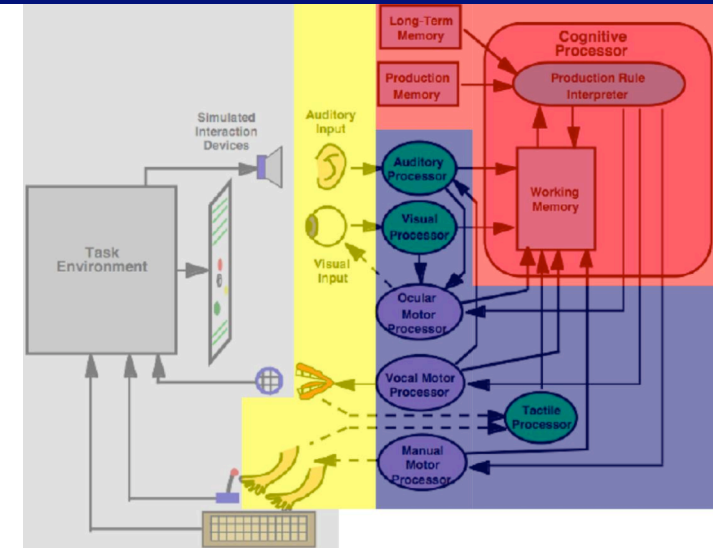 Long-Term
Memory
Cognitive
Processor
Production
Memory
Production Rule
Interpreter
Simulated
Interaction
Devices
Auditory
Input
Auditory
Processor
Working
Memory
Visual
Processor
Task
Environment
Visual
Input
Ocular
Motor
Processor
Vocal Motor
Processor
Tactile
Processor
Manual
Motor
Processor